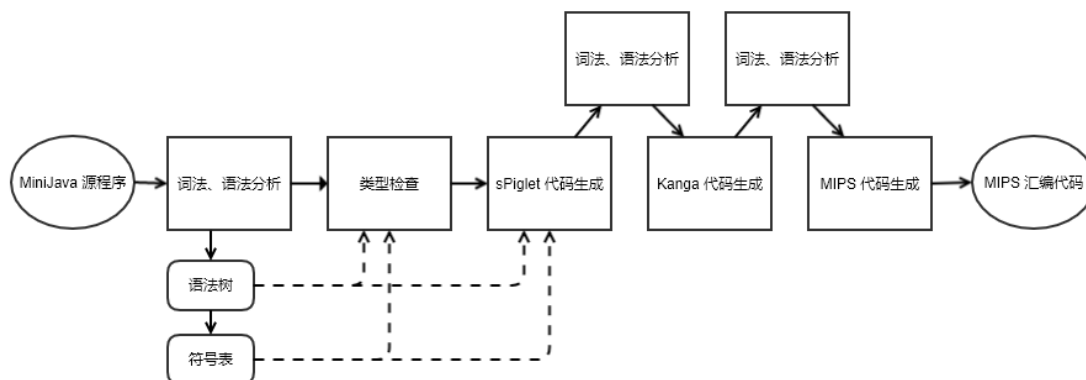 词法、语法分析
词法、语法分析
MiniJava 源程序
词法、语法分析
类型检查
sPiglet 代码生成
Kanga 代码生成
MIPS 代码生成
MIPS 汇编代码
语法树
符号表